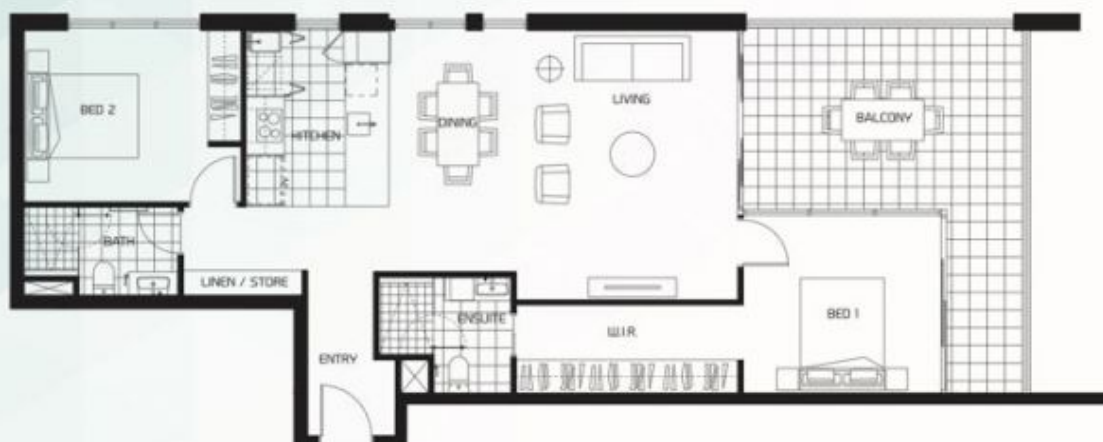 BED 2
KITCHEN
DINING
LIVING
BALCONY
BATH
LINEN / STORE
ENSUITE
W.I.R.
BED 1
ENTRY